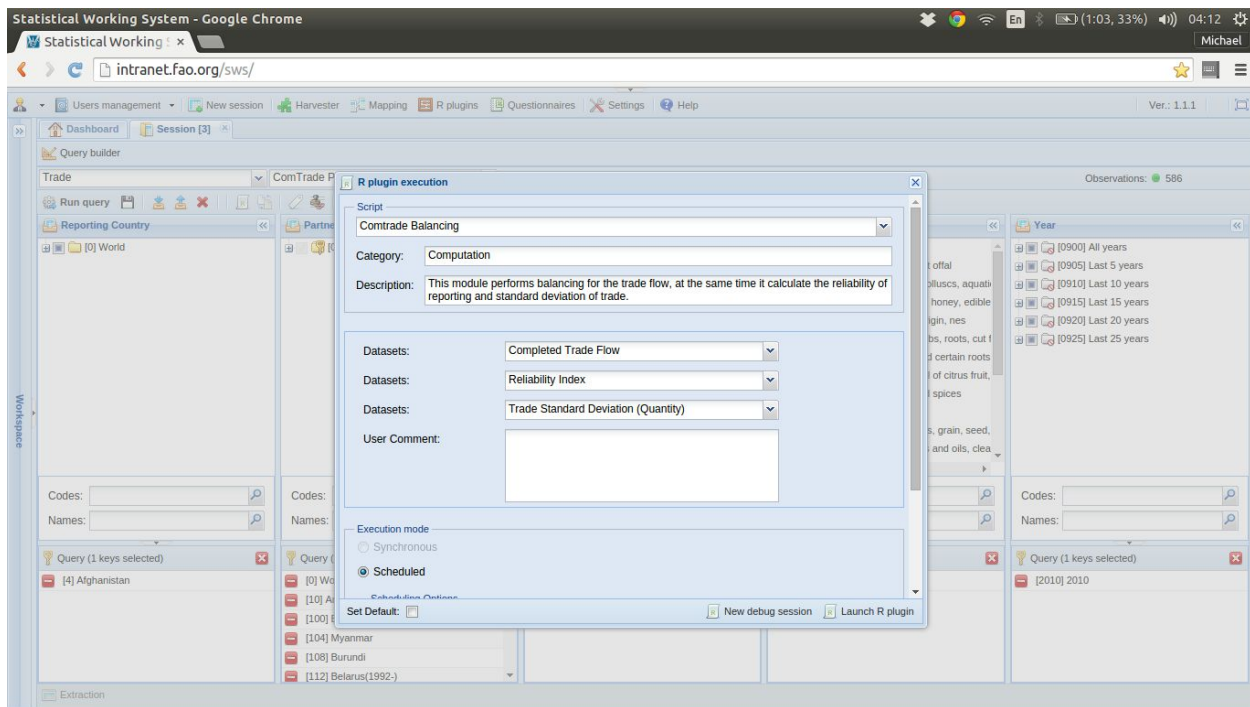 Statistical Working System - Google Chrome
En (1:03, 33%) 04:12
Statistical Working S ×
Michael
intranet.fao.org/sws/
Users management New session Harvester Mapping R plugins Questionnaires Settings Help Ver.: 1.1.1
Dashboard Session [3]
Query builder
Trade ComTrade P
Observations: 586
Run query
Reporting Country
Partne
Year
[0] World
[0900] All years
[0905] Last 5 years
[0910] Last 10 years
[0915] Last 15 years
[0920] Last 20 years
[0925] Last 25 years
t offal
olluscs, aquati
honey, edible
igin, nes
bs, roots, cut f
d certain roots
l of citrus fruit,
l spices
s, grain, seed,
and oils, clea
Workspace
R plugin execution
Script
Comtrade Balancing
Category: Computation
Description: This module performs balancing for the trade flow, at the same time it calculate the reliability of
reporting and standard deviation of trade.
Datasets: Completed Trade Flow
Datasets: Reliability Index
Datasets: Trade Standard Deviation (Quantity)
User Comment:
Execution mode
Synchronous
Scheduled
Scheduling Options
Set Default: New debug session Launch R plugin
Codes:
Names:
Codes:
Names:
Codes:
Names:
Query (1 keys selected)
[4] Afghanistan
Query (
[0] Wo
[10] A
[100] B
[104] Myanmar
[108] Burundi
[112] Belarus(1992-)
Query (1 keys selected)
[2010] 2010
Extraction